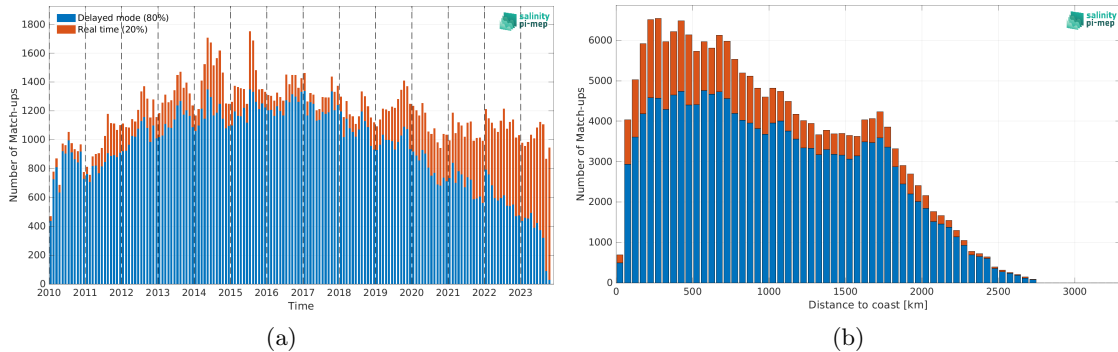 Delayed mode (80%)
Real time (20%)
salinity
pi-mep
1800
1600
1400
1200
1000
800
600
400
200
0
Number of Match-ups
2010 2011 2012 2013 2014 2015 2016 2017 2018 2019 2020 2021 2022 2023
Time
(a)
salinity
pi-mep
6000
5000
4000
3000
2000
1000
0
Number of Match-ups
0 500 1000 1500 2000 2500 3000
Distance to coast [km]
(b)